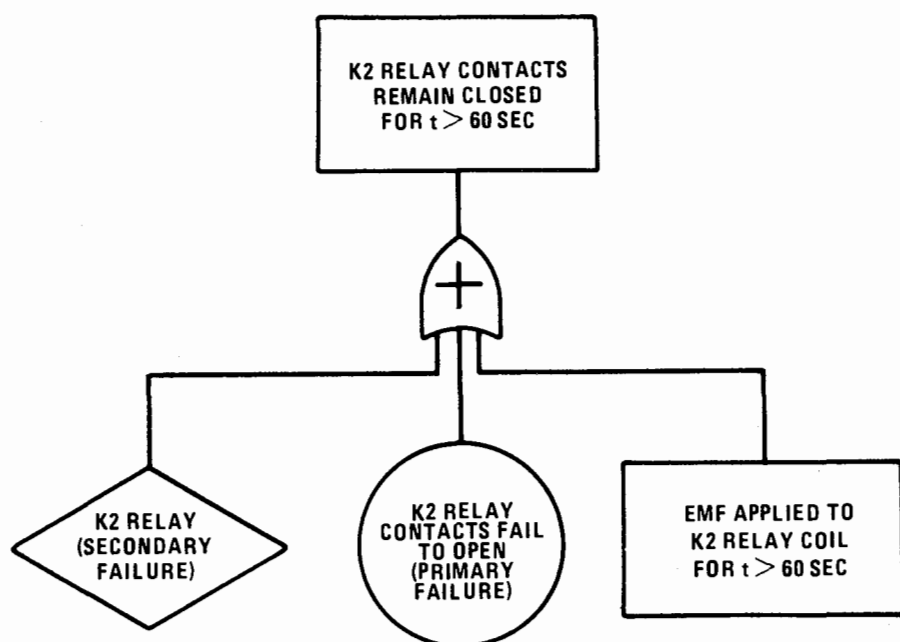 K2 RELAY CONTACTS
REMAIN CLOSED
FOR t > 60 SEC
+
K2 RELAY
(SECONDARY
FAILURE)
K2 RELAY
CONTACTS FAIL
TO OPEN
(PRIMARY
FAILURE)
EMF APPLIED TO
K2 RELAY COIL
FOR t > 60 SEC